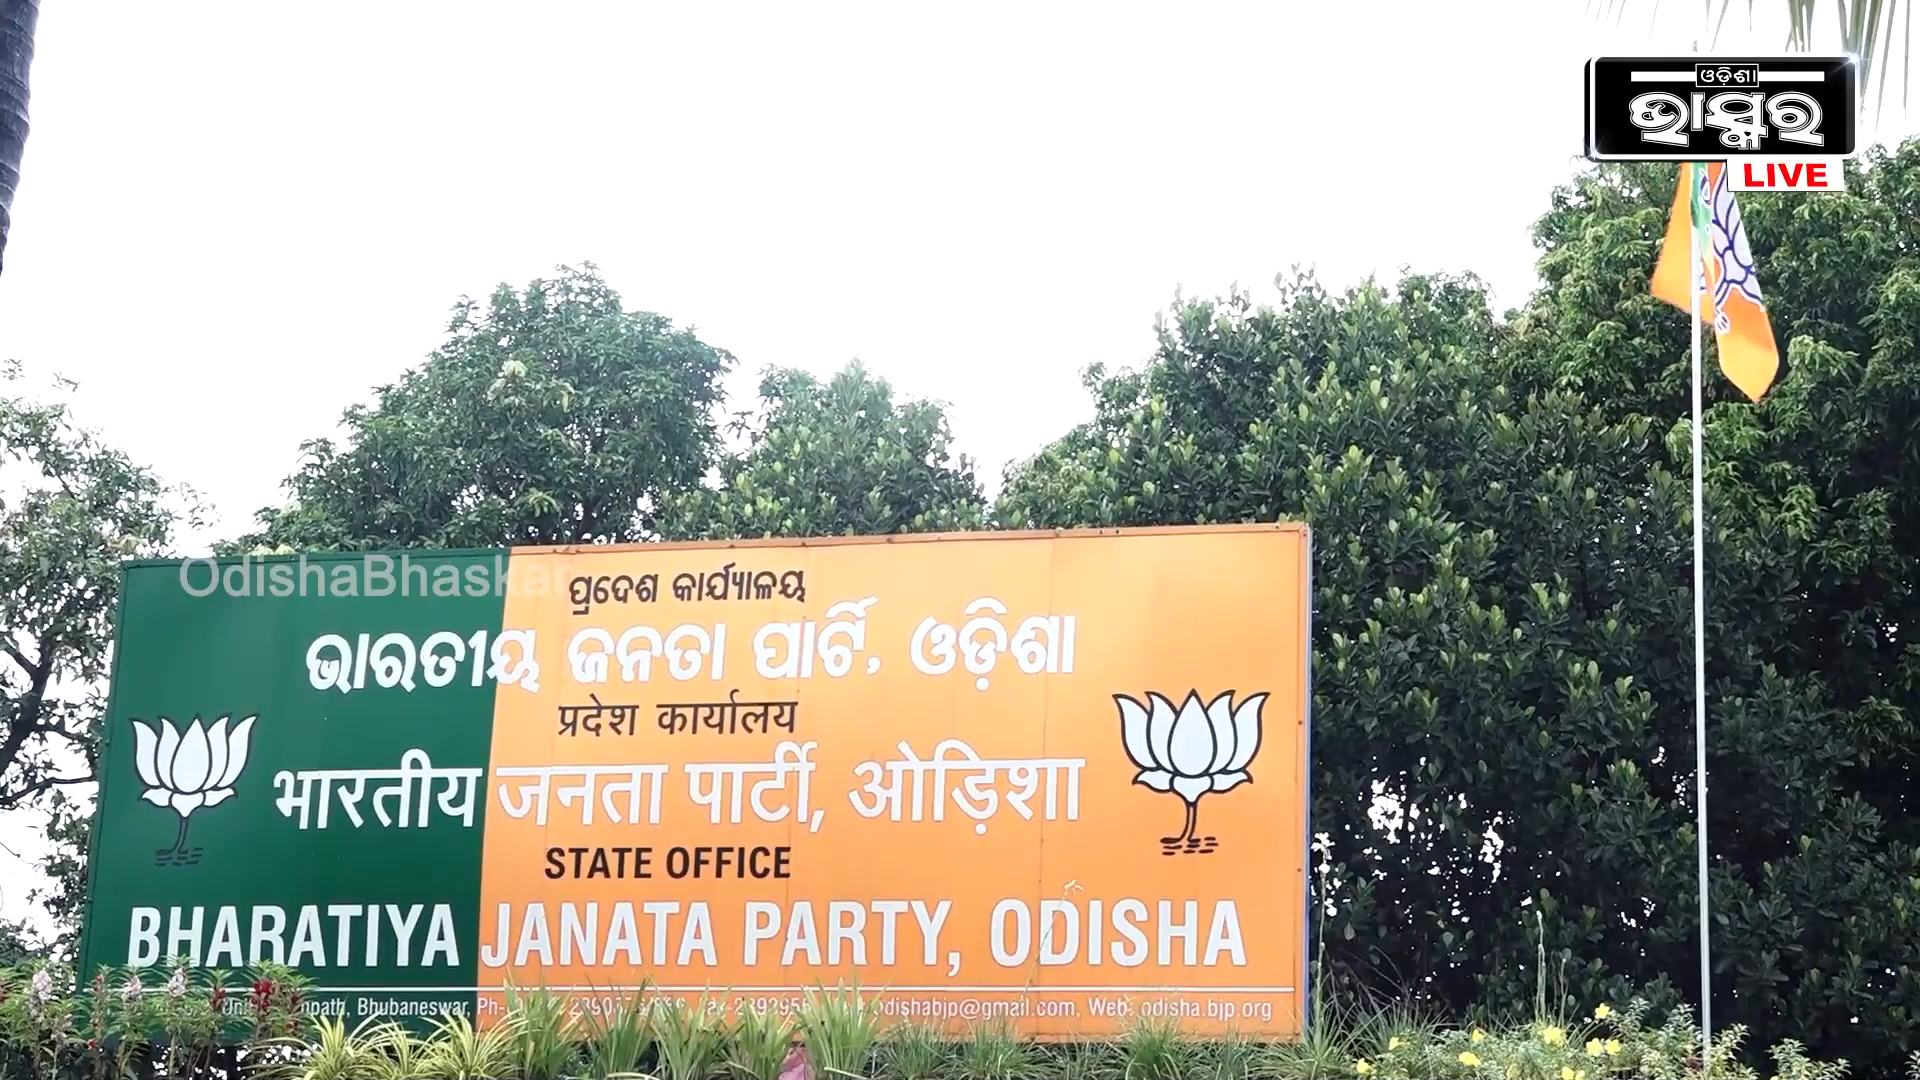 ଓଡ଼ିଶା
ଭାସ୍କର
LIVE
OdishaBhaskar
ପ୍ରଦେଶ କାର୍ଯ୍ୟାଳୟ
ଭାରତୀୟ ଜନତା ପାର୍ଟି, ଓଡ଼ିଶା
प्रदेश कार्यालय
भारतीय जनता पार्टी, ओड़िशा
STATE OFFICE
BHARATIYA JANATA PARTY, ODISHA
Bhubaneswar, Ph- odishabjp@gmail.com, Web: odisha.bjp.org